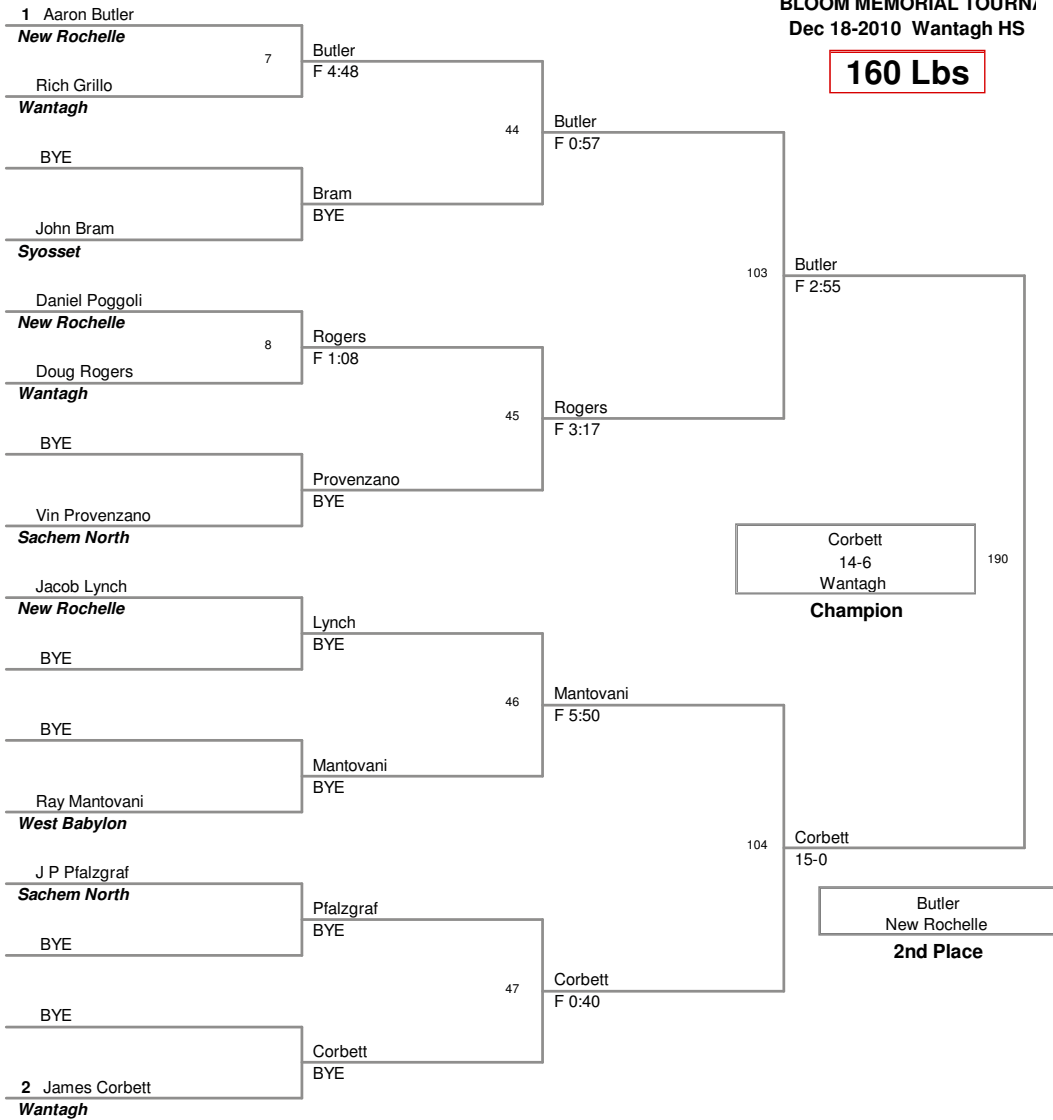 BLOOM MEMORIAL TOURN
Dec 18-2010 Wantagh HS
160 Lbs
1 Aaron Butler
New Rochelle
7
Rich Grillo
Wantagh
BYE
John Bram
Syosset
Daniel Poggoli
New Rochelle
8
Doug Rogers
Wantagh
BYE
Vin Provenzano
Sachem North
Jacob Lynch
New Rochelle
BYE
BYE
Ray Mantovani
West Babylon
J P Pfalzgraf
Sachem North
BYE
BYE
2 James Corbett
Wantagh
Butler
F 4:48
44
Bram
BYE
Rogers
F 1:08
45
Provenzano
BYE
Lynch
BYE
46
Mantovani
BYE
Pfalzgraf
BYE
47
Corbett
BYE
Butler
F 0:57
103
Rogers
F 3:17
Mantovani
F 5:50
104
Corbett
F 0:40
Butler
F 2:55
Corbett
14-6
Wantagh
190
Champion
Corbett
15-0
Butler
New Rochelle
2nd Place